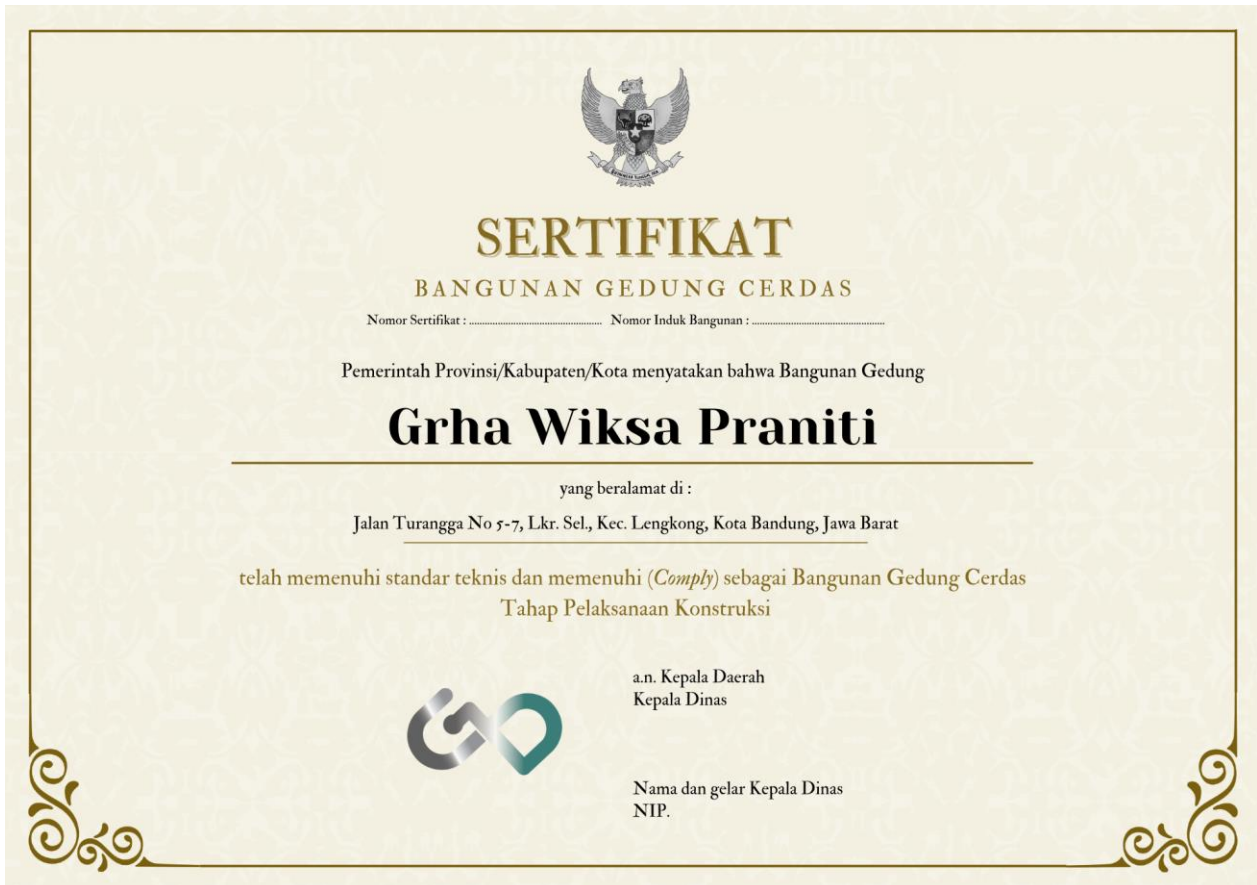 SERTIFIKAT
BANGUNAN GEDUNG CERDAS
Nomor Sertifikat : ................................................ Nomor Induk Bangunan : ................................................
Pemerintah Provinsi/Kabupaten/Kota menyatakan bahwa Bangunan Gedung
Grha Wiksa Praniti
yang beralamat di :
Jalan Turangga No 5-7, Lkr. Sel., Kec. Lengkong, Kota Bandung, Jawa Barat
telah memenuhi standar teknis dan memenuhi (Comply) sebagai Bangunan Gedung Cerdas
Tahap Pelaksanaan Konstruksi
a.n. Kepala Daerah
Kepala Dinas
Nama dan gelar Kepala Dinas
NIP.